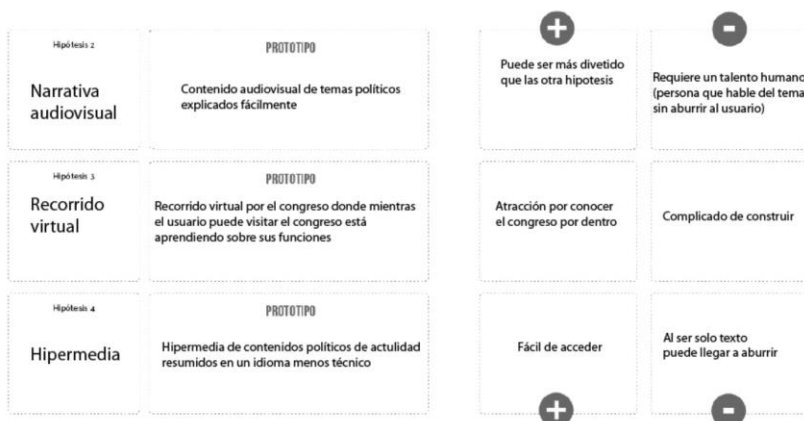 +
-
Hipótesis 2
PROTOTIPO
Narrativa
audiovisual
Contenido audiovisual de temas políticos
explicados fácilmente
Puede ser más divetido
que las otra hipotesis
Requiere un talento humano
(persona que hable del tema
sin aburrir al usuario)
Hipótesis 3
PROTOTIPO
Recorrido
virtual
Recorrido virtual por el congreso donde mientras
el usuario puede visitar el congreso está
aprendiendo sobre sus funciones
Atracción por conocer
el congreso por dentro
Complicado de construir
Hipótesis 4
PROTOTIPO
Hipermedia
Hipermedia de contenidos políticos de actulidad
resumidos en un idioma menos técnico
Fácil de acceder
Al ser solo texto
puede llegar a aburrir
+
-